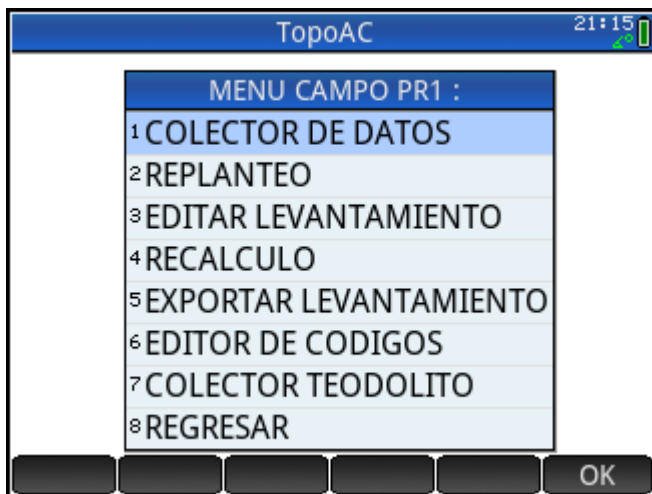 TopoAC 21:15
MENU CAMPO PR1 :
1 COLECTOR DE DATOS
2 REPLANTEO
3 EDITAR LEVANTAMIENTO
4 RECALCULO
5 EXPORTAR LEVANTAMIENTO
6 EDITOR DE CODIGOS
7 COLECTOR TEODOLITO
8 REGRESAR
OK